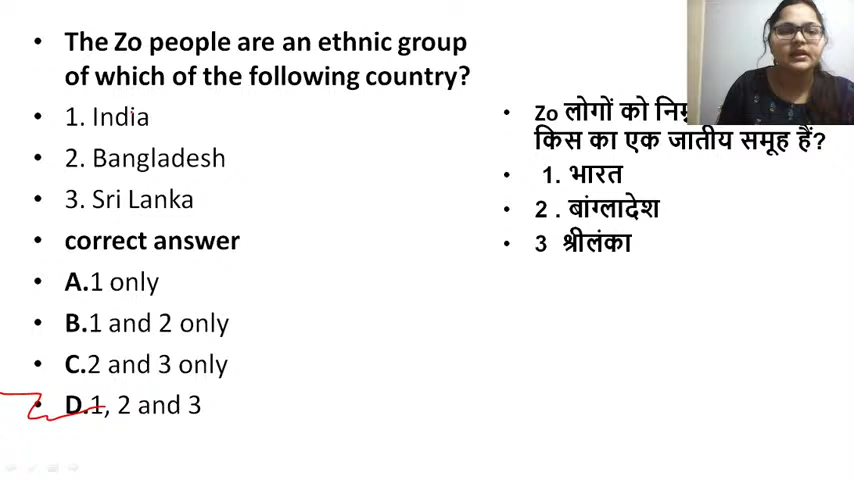 • The Zo people are an ethnic group
of which of the following country?
• 1. India
• 2. Bangladesh
• 3. Sri Lanka
• correct answer
• A.1 only
• B.1 and 2 only
• C.2 and 3 only
• D.1, 2 and 3
• Zo लोगों को
किस का एक जातीय समूह हैं?
• 1. भारत
• 2 . बांग्लादेश
• 3 श्रीलंका